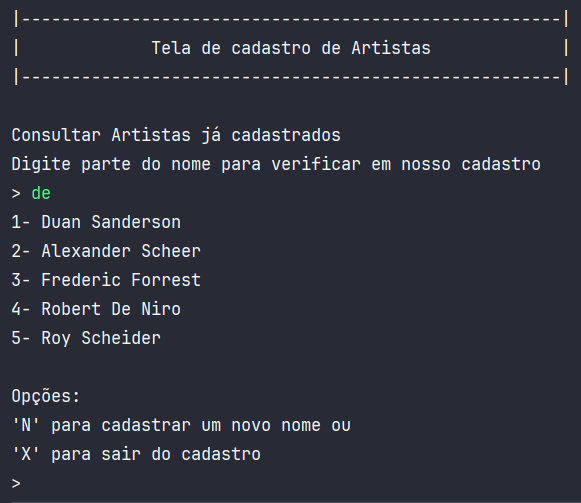 |------------------------------------------------------|
|             Tela de cadastro de Artistas             |
|------------------------------------------------------|
Consultar Artistas já cadastrados
Digite parte do nome para verificar em nosso cadastro
> de
1- Duan Sanderson
2- Alexander Scheer
3- Frederic Forrest
4- Robert De Niro
5- Roy Scheider
Opções:
'N' para cadastrar um novo nome ou
'X' para sair do cadastro
>